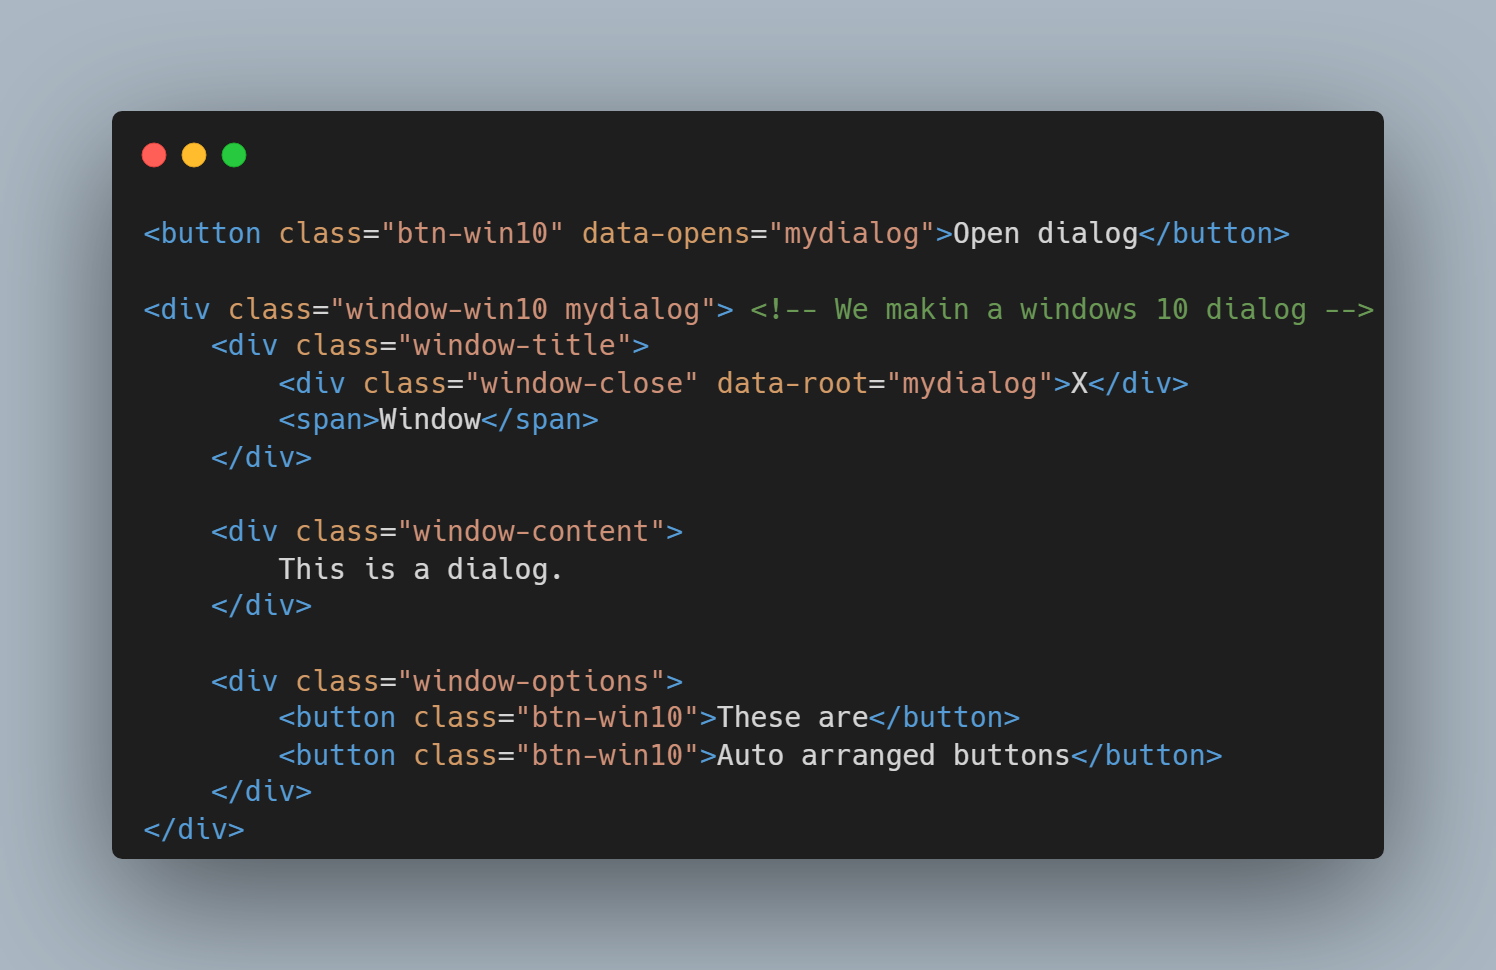 <button class="btn-win10" data-opens="mydialog">Open dialog</button>
<div class="window-win10 mydialog"> <!-- We makin a windows 10 dialog -->
    <div class="window-title">
        <div class="window-close" data-root="mydialog">X</div>
        <span>Window</span>
    </div>
    <div class="window-content">
        This is a dialog.
    </div>
    <div class="window-options">
        <button class="btn-win10">These are</button>
        <button class="btn-win10">Auto arranged buttons</button>
    </div>
</div>